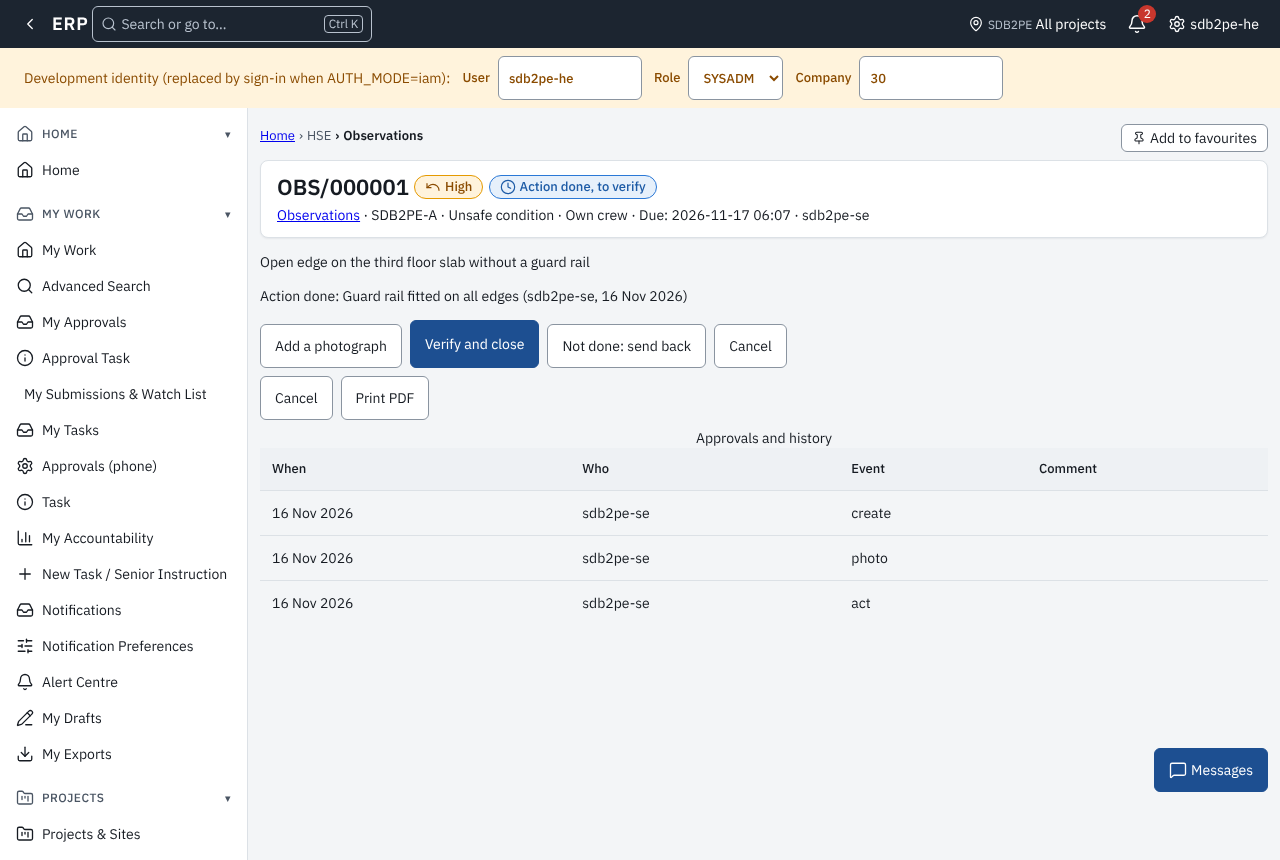 ERP Search or go to... Ctrl K SDB2PE All projects 2 sdb2pe-he
Development identity (replaced by sign-in when AUTH_MODE=iam): User sdb2pe-he Role SYSADM Company 30
HOME
Home
MY WORK
My Work
Advanced Search
My Approvals
Approval Task
My Submissions & Watch List
My Tasks
Approvals (phone)
Task
My Accountability
New Task / Senior Instruction
Notifications
Notification Preferences
Alert Centre
My Drafts
My Exports
PROJECTS
Projects & Sites
Home › HSE › Observations
Add to favourites
OBS/000001 High Action done, to verify
Observations · SDB2PE-A · Unsafe condition · Own crew · Due: 2026-11-17 06:07 · sdb2pe-se
Open edge on the third floor slab without a guard rail
Action done: Guard rail fitted on all edges (sdb2pe-se, 16 Nov 2026)
Add a photograph Verify and close Not done: send back Cancel
Cancel Print PDF
Approvals and history
When Who Event Comment
16 Nov 2026 sdb2pe-se create
16 Nov 2026 sdb2pe-se photo
16 Nov 2026 sdb2pe-se act
Messages